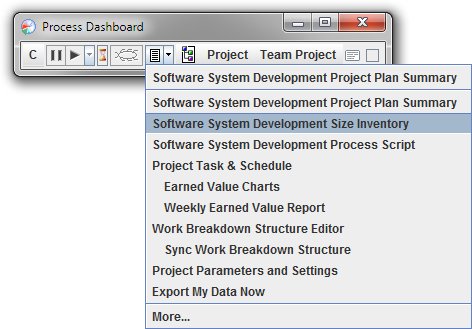 Process Dashboard
C Project Team Project
Software System Development Project Plan Summary
Software System Development Project Plan Summary
Software System Development Size Inventory
Software System Development Process Script
Project Task & Schedule
Earned Value Charts
Weekly Earned Value Report
Work Breakdown Structure Editor
Sync Work Breakdown Structure
Project Parameters and Settings
Export My Data Now
More...